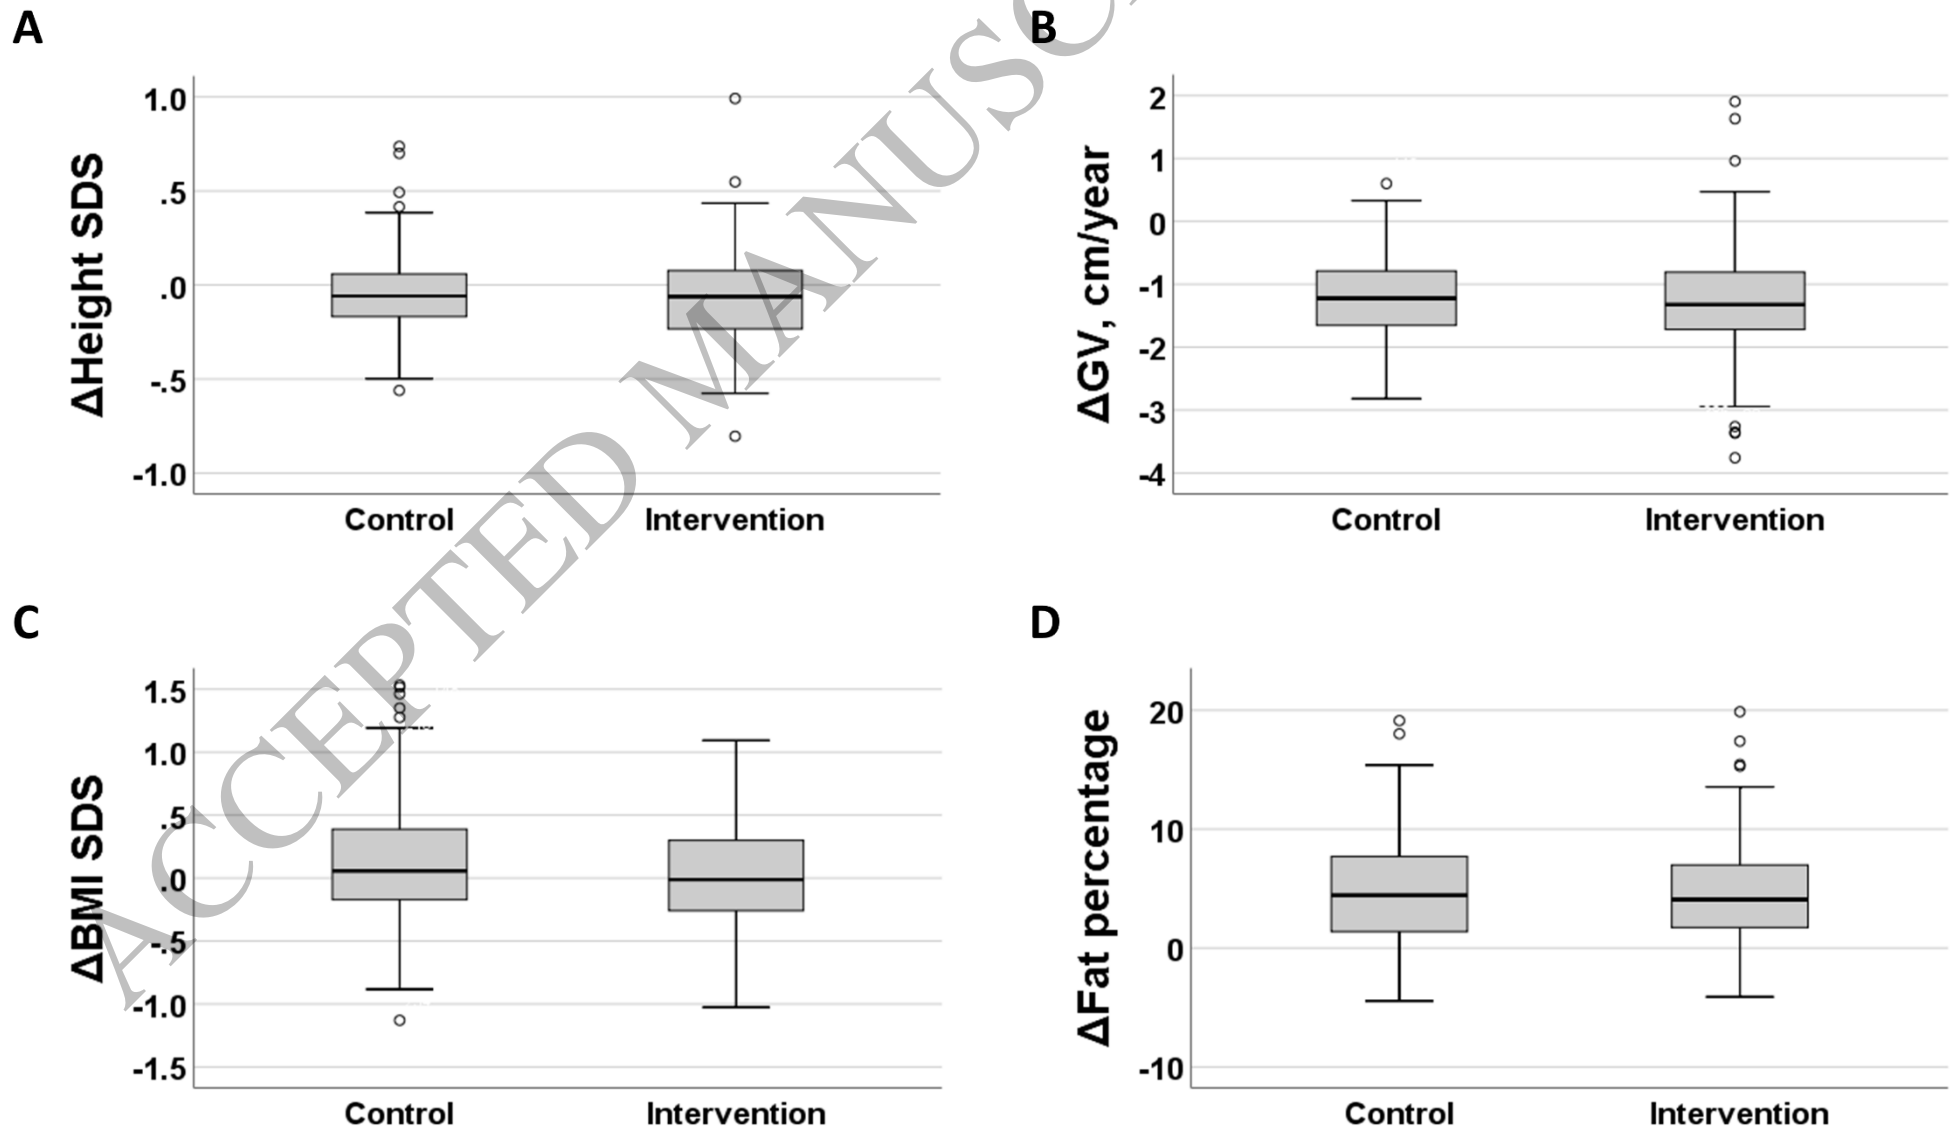 A
ΔHeight SDS
1.0
.5
.0
-.5
-1.0
Control Intervention
B
ΔGV, cm/year
2
1
0
-1
-2
-3
-4
Control Intervention
C
ΔBMI SDS
1.5
1.0
.5
.0
-.5
-1.0
-1.5
Control Intervention
D
ΔFat percentage
20
10
0
-10
Control Intervention
ACCEPTED MANUSC